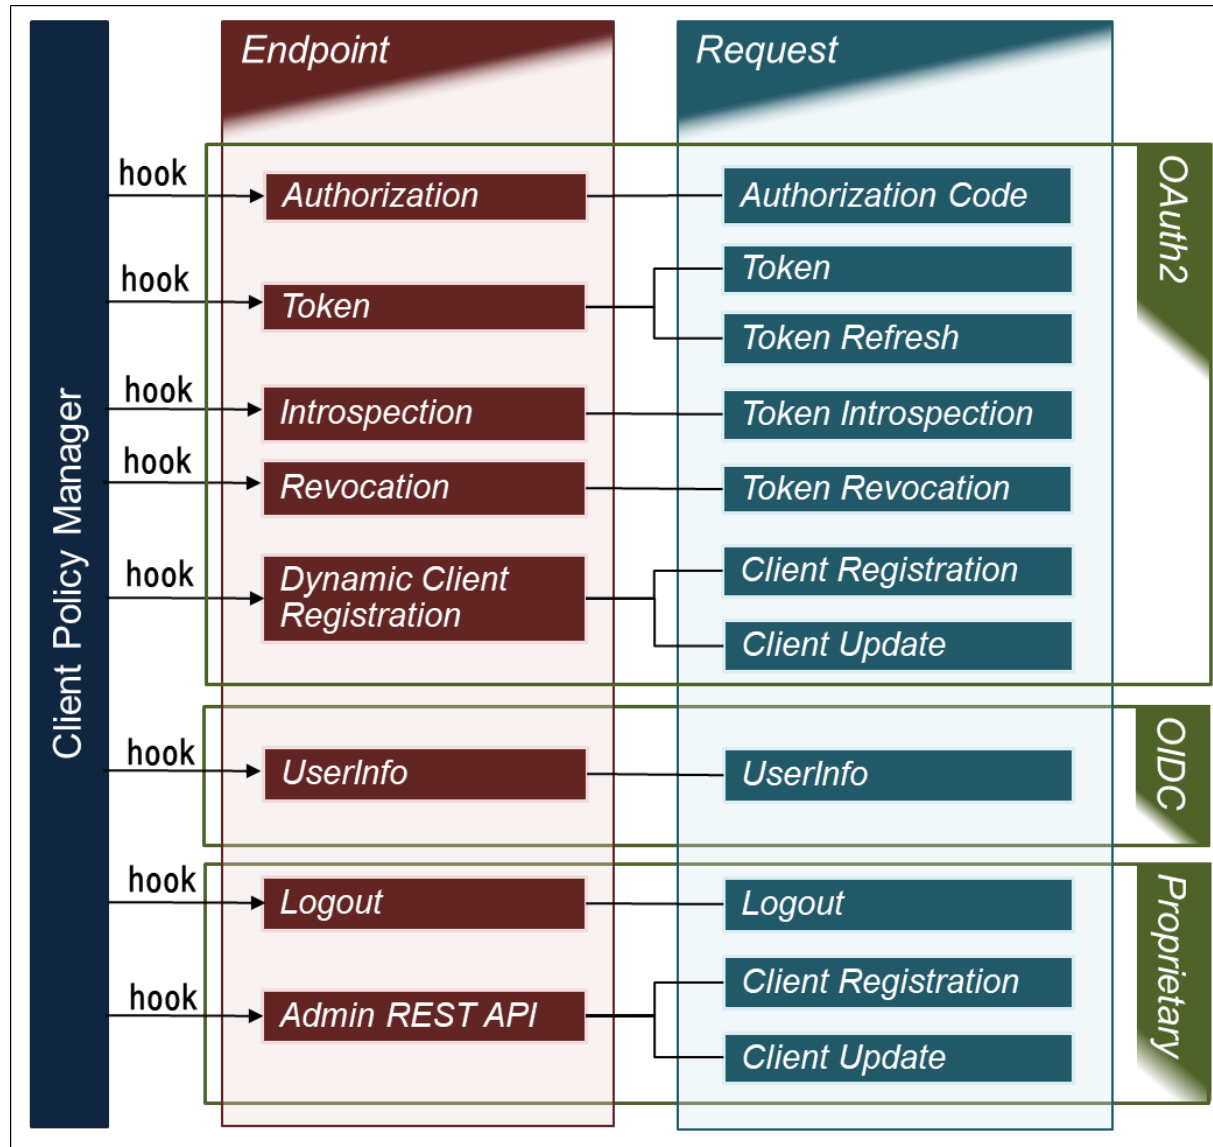 Endpoint
Request
Client Policy Manager
OAuth2
hook
Authorization
Authorization Code
hook
Token
Token
Token Refresh
hook
Introspection
Token Introspection
hook
Revocation
Token Revocation
hook
Dynamic Client
Registration
Client Registration
Client Update
OIDC
hook
UserInfo
UserInfo
Proprietary
hook
Logout
Logout
hook
Admin REST API
Client Registration
Client Update